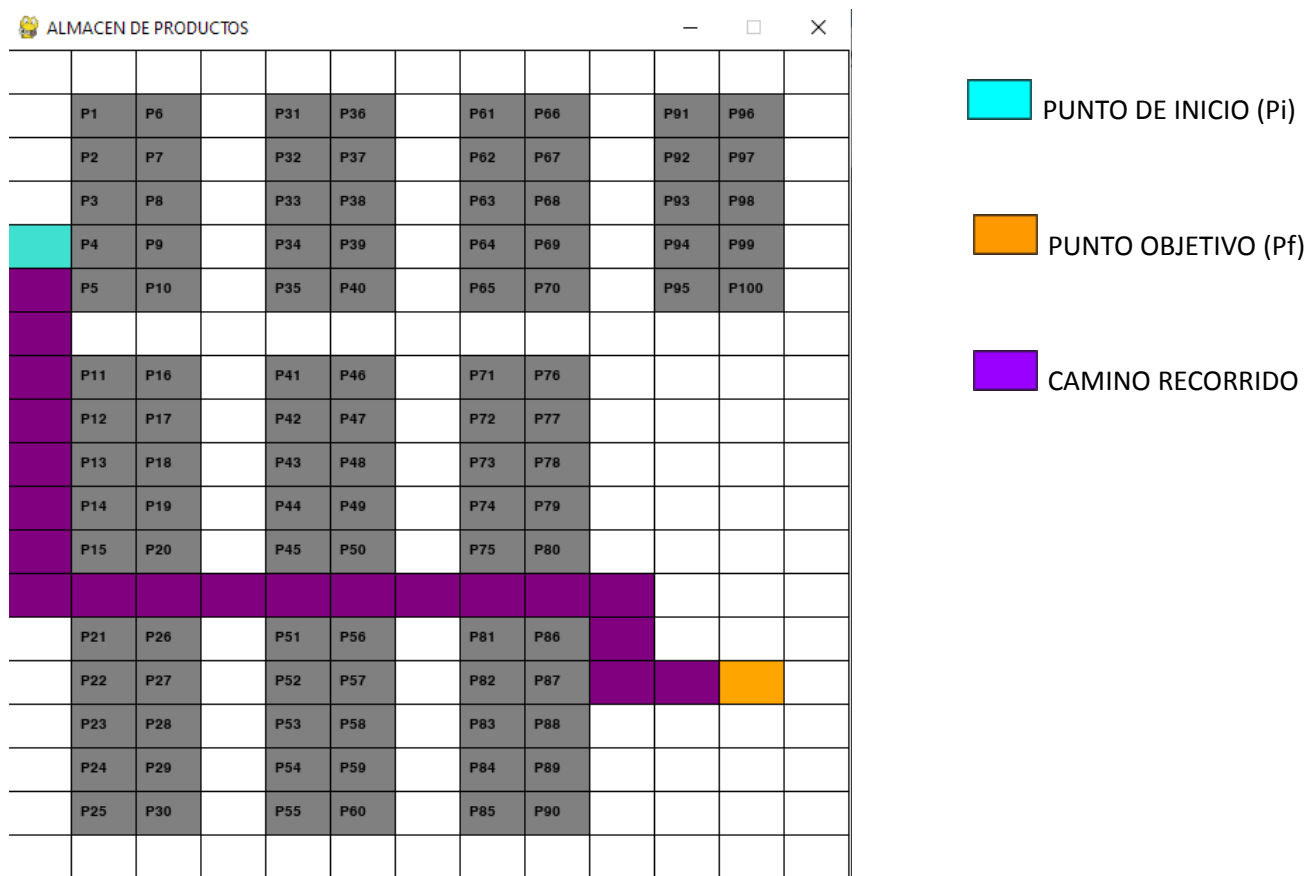 ALMACEN DE PRODUCTOS
P1 P6 P31 P36 P61 P66 P91 P96
P2 P7 P32 P37 P62 P67 P92 P97
P3 P8 P33 P38 P63 P68 P93 P98
P4 P9 P34 P39 P64 P69 P94 P99
P5 P10 P35 P40 P65 P70 P95 P100
P11 P16 P41 P46 P71 P76
P12 P17 P42 P47 P72 P77
P13 P18 P43 P48 P73 P78
P14 P19 P44 P49 P74 P79
P15 P20 P45 P50 P75 P80
P21 P26 P51 P56 P81 P86
P22 P27 P52 P57 P82 P87
P23 P28 P53 P58 P83 P88
P24 P29 P54 P59 P84 P89
P25 P30 P55 P60 P85 P90
PUNTO DE INICIO (Pi)
PUNTO OBJETIVO (Pf)
CAMINO RECORRIDO